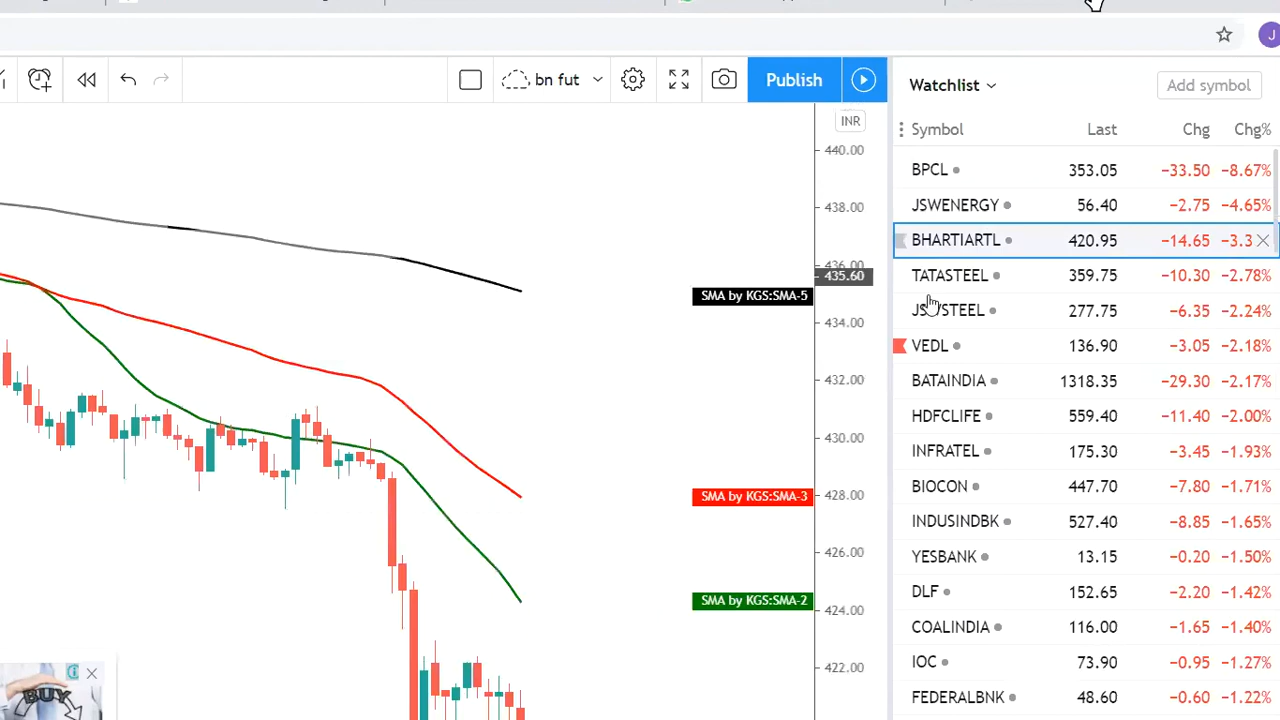 J
bn fut
Publish
Watchlist
Add symbol
INR
Symbol Last Chg Chg%
BPCL 353.05 −33.50 −8.67%
JSWENERGY 56.40 −2.75 −4.65%
BHARTIARTL 420.95 −14.65 −3.3
TATASTEEL 359.75 −10.30 −2.78%
JSWSTEEL 277.75 −6.35 −2.24%
VEDL 136.90 −3.05 −2.18%
BATAINDIA 1318.35 −29.30 −2.17%
HDFCLIFE 559.40 −11.40 −2.00%
INFRATEL 175.30 −3.45 −1.93%
BIOCON 447.70 −7.80 −1.71%
INDUSINDBK 527.40 −8.85 −1.65%
YESBANK 13.15 −0.20 −1.50%
DLF 152.65 −2.20 −1.42%
COALINDIA 116.00 −1.65 −1.40%
IOC 73.90 −0.95 −1.27%
FEDERALBNK 48.60 −0.60 −1.22%
440.00
438.00
436.00
435.60
434.00
432.00
430.00
428.00
426.00
424.00
422.00
SMA by KGS:SMA-5
SMA by KGS:SMA-3
SMA by KGS:SMA-2
BUY